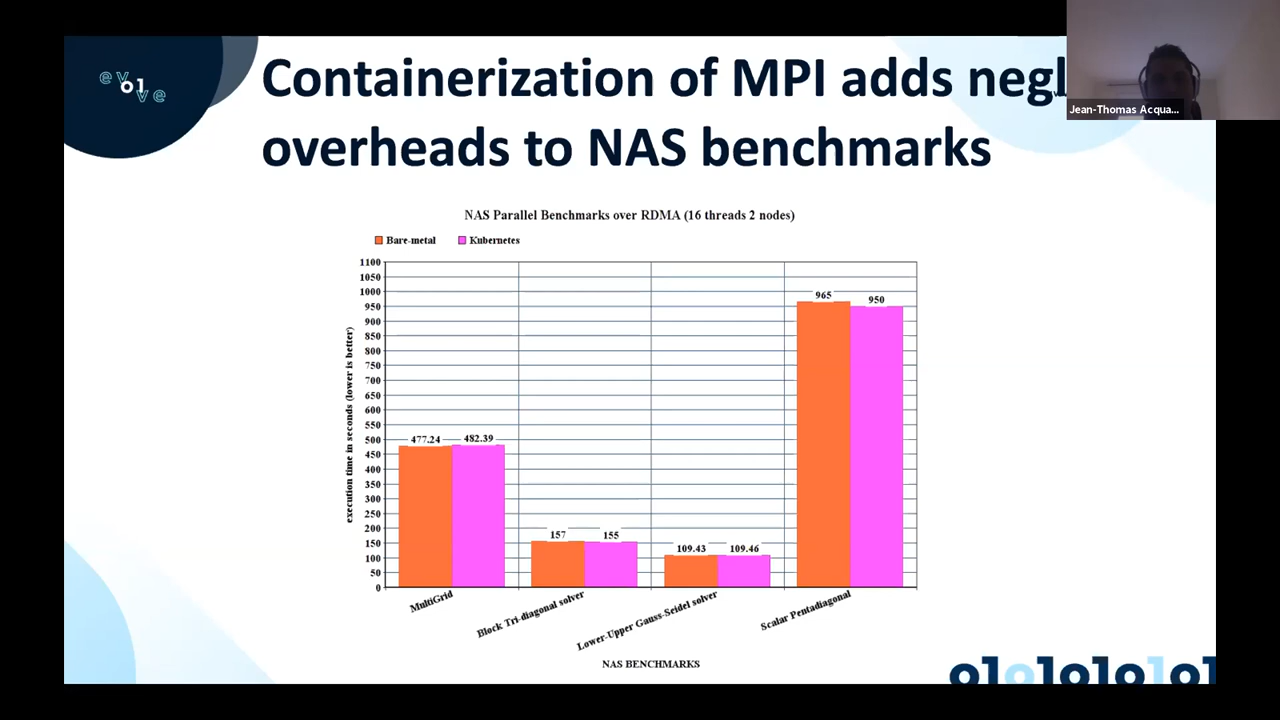 ev
ol
ve
Containerization of MPI adds negl
overheads to NAS benchmarks
Jean-Thomas Acqua...
NAS Parallel Benchmarks over RDMA (16 threads 2 nodes)
Bare-metal Kubernetes
execution time in seconds (lower is better)
1100
1050
1000
950
900
850
800
750
700
650
600
550
500
450
400
350
300
250
200
150
100
50
0
477.24 482.39
157 155
109.43 109.46
965 950
MultiGrid
Block Tri-diagonal solver
Lower-Upper Gauss-Seidel solver
Scalar Pentadiagonal
NAS BENCHMARKS
ololololol